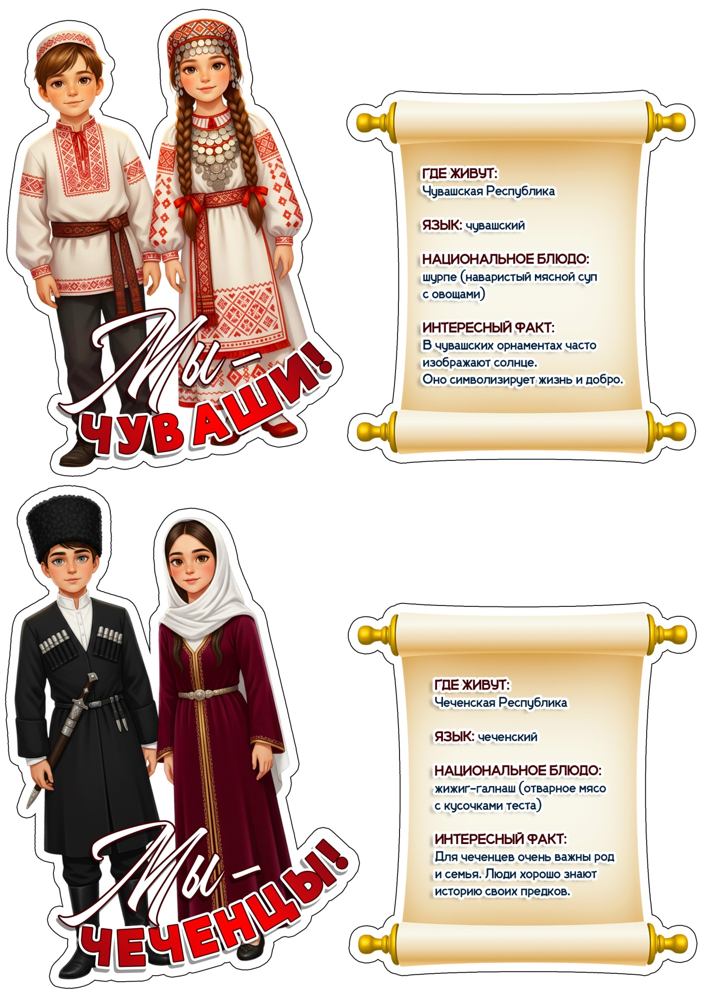 Мы –
ЧУВАШИ!
ГДЕ ЖИВУТ:
Чувашская Республика
ЯЗЫК: чувашский
НАЦИОНАЛЬНОЕ БЛЮДО:
шурпе (наваристый мясной суп
с овощами)
ИНТЕРЕСНЫЙ ФАКТ:
В чувашских орнаментах часто
изображают солнце.
Оно символизирует жизнь и добро.
Мы –
ЧЕЧЕНЦЫ!
ГДЕ ЖИВУТ:
Чеченская Республика
ЯЗЫК: чеченский
НАЦИОНАЛЬНОЕ БЛЮДО:
жижиг-галнаш (отварное мясо
с кусочками теста)
ИНТЕРЕСНЫЙ ФАКТ:
Для чеченцев очень важны род
и семья. Люди хорошо знают
историю своих предков.